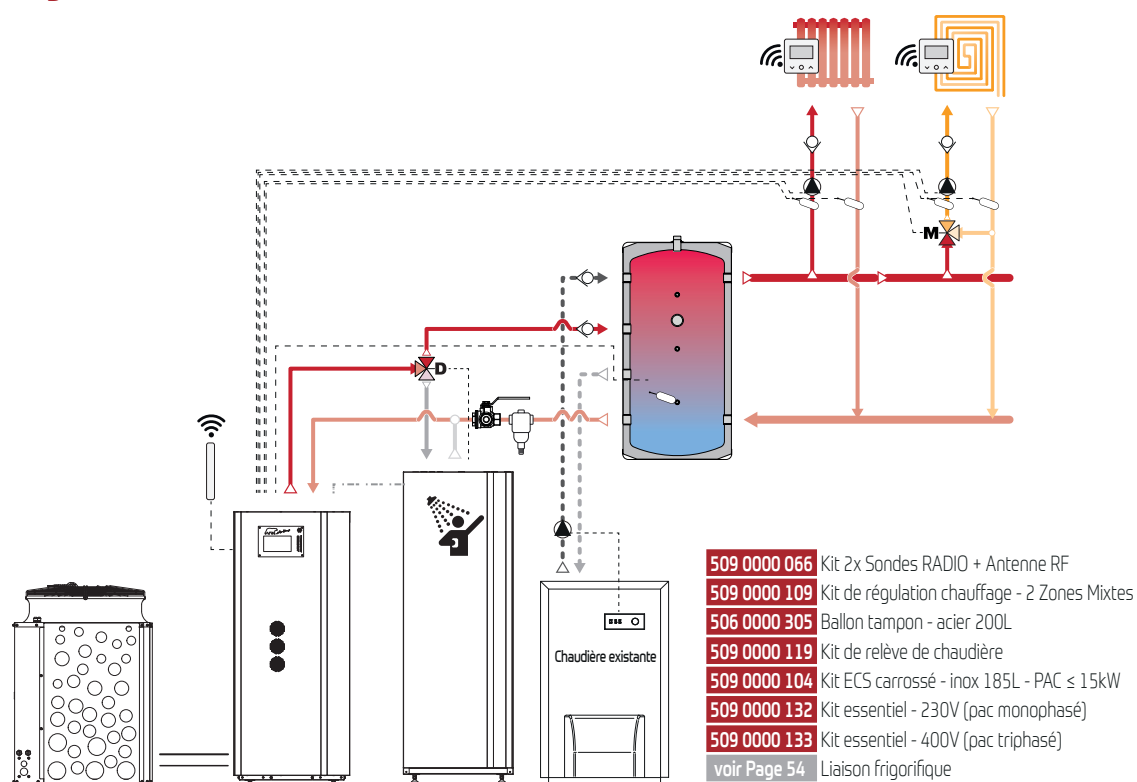 M
D
Chaudière existante
509 0000 066 Kit 2x Sondes RADIO + Antenne RF
509 0000 109 Kit de régulation chauffage - 2 Zones Mixtes
506 0000 305 Ballon tampon - acier 200L
509 0000 119 Kit de relève de chaudière
509 0000 104 Kit ECS carrossé - inox 185L - PAC ≤ 15kW
509 0000 132 Kit essentiel - 230V (pac monophasé)
509 0000 133 Kit essentiel - 400V (pac triphasé)
voir Page 54 Liaison frigorifique